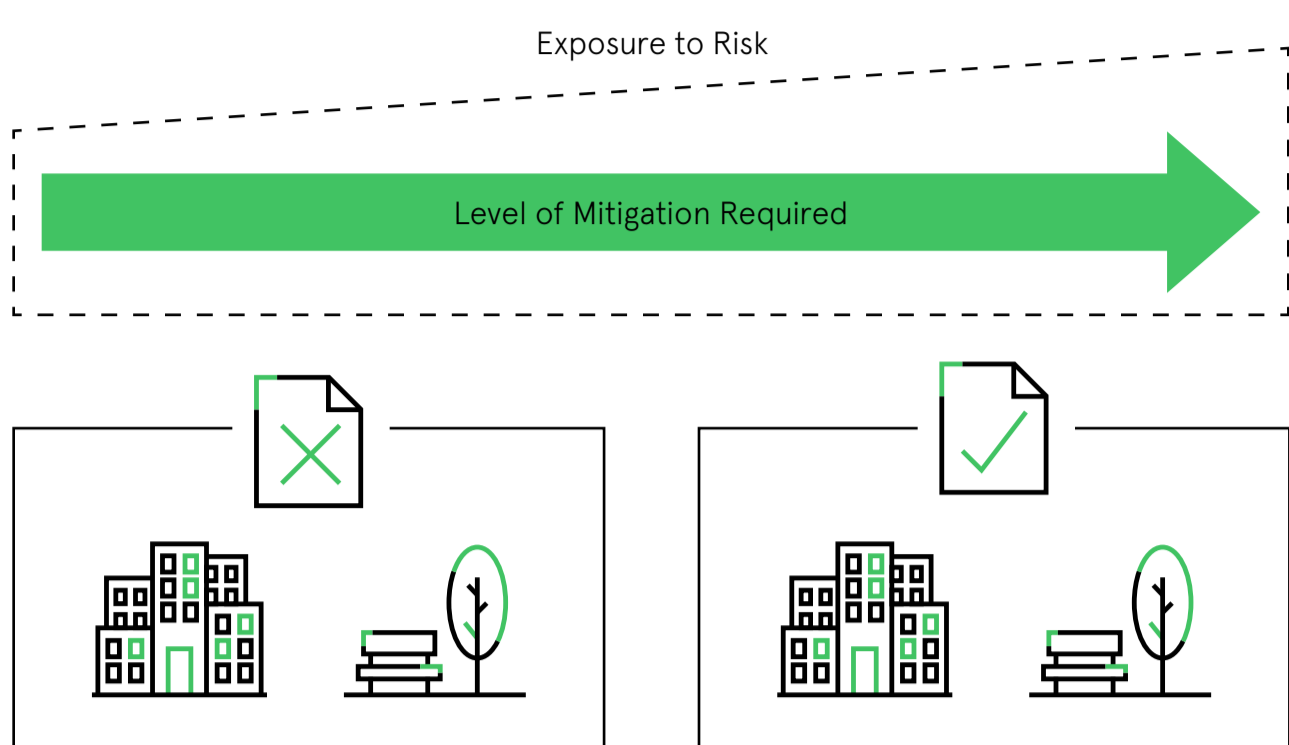 Exposure to Risk
Level of Mitigation Required